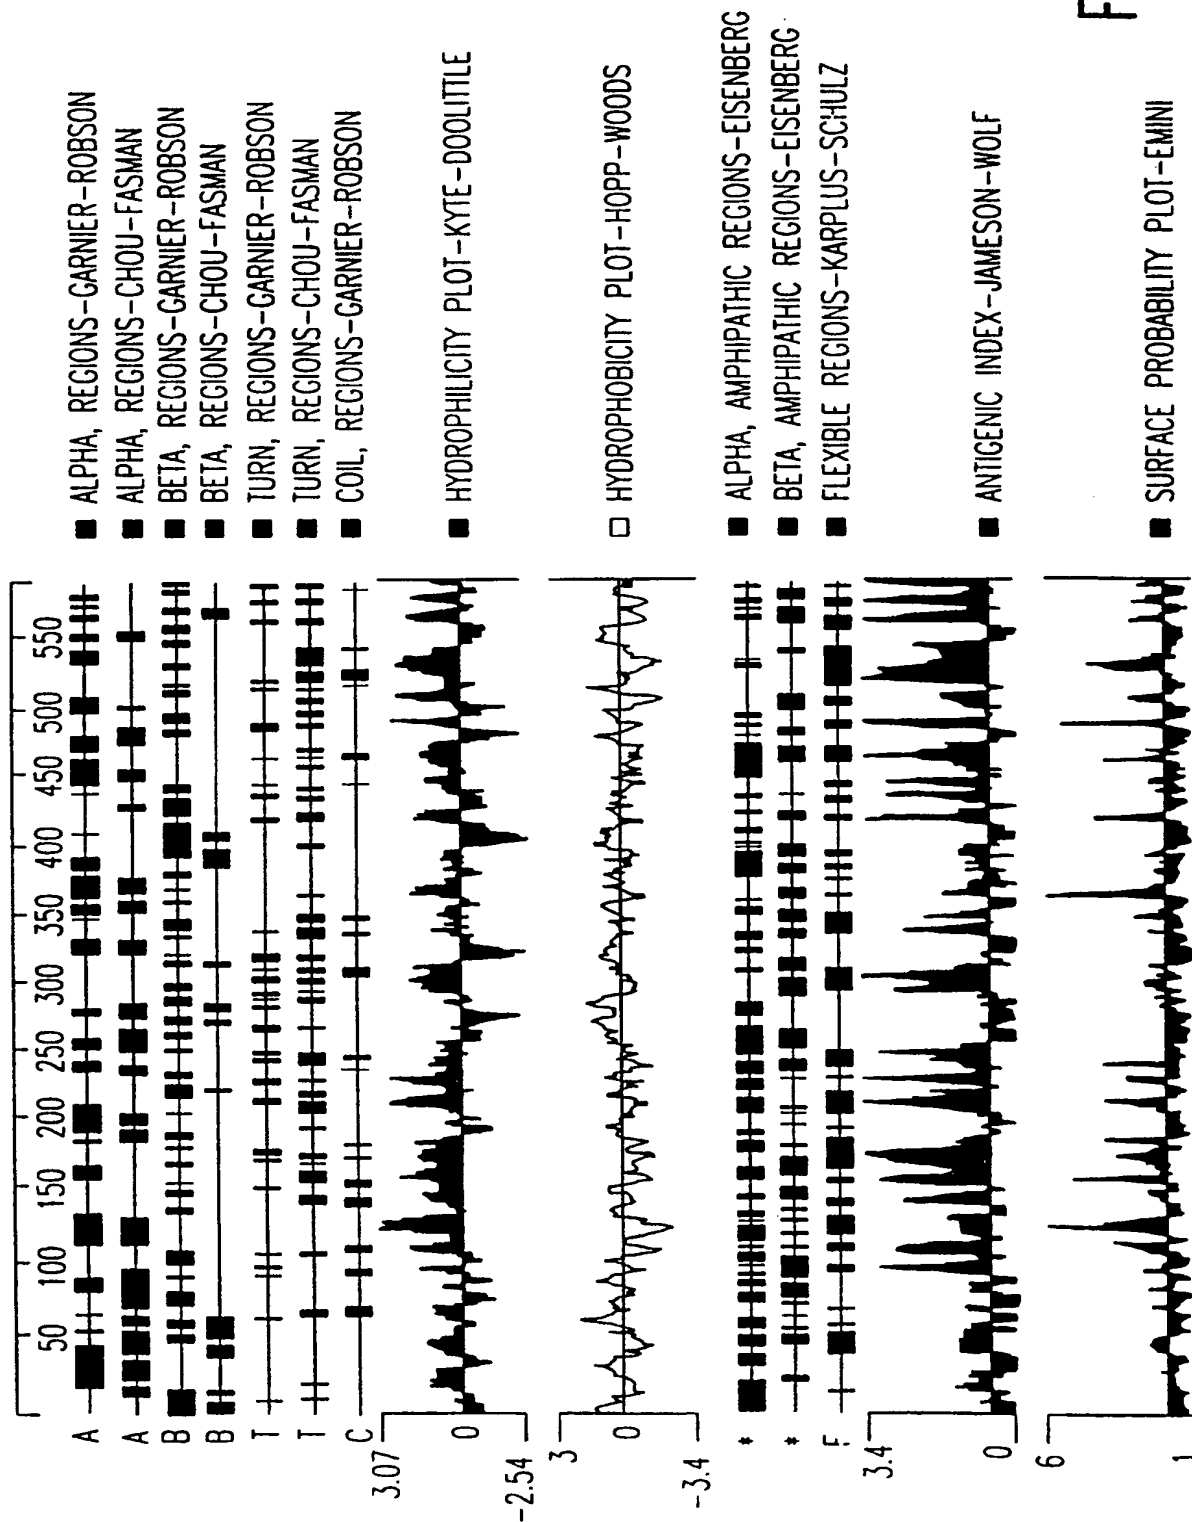 50 100 150 200 250 300 350 400 450 500 550
A ■ ALPHA, REGIONS-GARNIER-ROBSON
A ■ ALPHA, REGIONS-CHOU-FASMAN
B ■ BETA, REGIONS-GARNIER-ROBSON
B ■ BETA, REGIONS-CHOU-FASMAN
T ■ TURN, REGIONS-GARNIER-ROBSON
T ■ TURN, REGIONS-CHOU-FASMAN
C ■ COIL, REGIONS-GARNIER-ROBSON
3.07
0 ■ HYDROPHILICITY PLOT-KYTE-DOOLITTLE
-2.54
3
0 □ HYDROPHOBICITY PLOT-HOPP-WOODS
-3.4
* ■ ALPHA, AMPHIPATHIC REGIONS-EISENBERG
* ■ BETA, AMPHIPATHIC REGIONS-EISENBERG
F ■ FLEXIBLE REGIONS-KARPLUS-SCHULZ
3.4
0 ■ ANTIGENIC INDEX-JAMESON-WOLF
6
1 ■ SURFACE PROBABILITY PLOT-EMINI